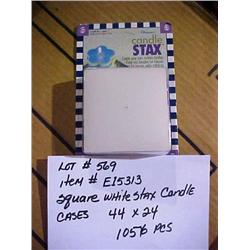 candle
STAX
LOT # 569
ITEM # E15313
Square white stax Candle
CASES 44 x 24
1056 PCS